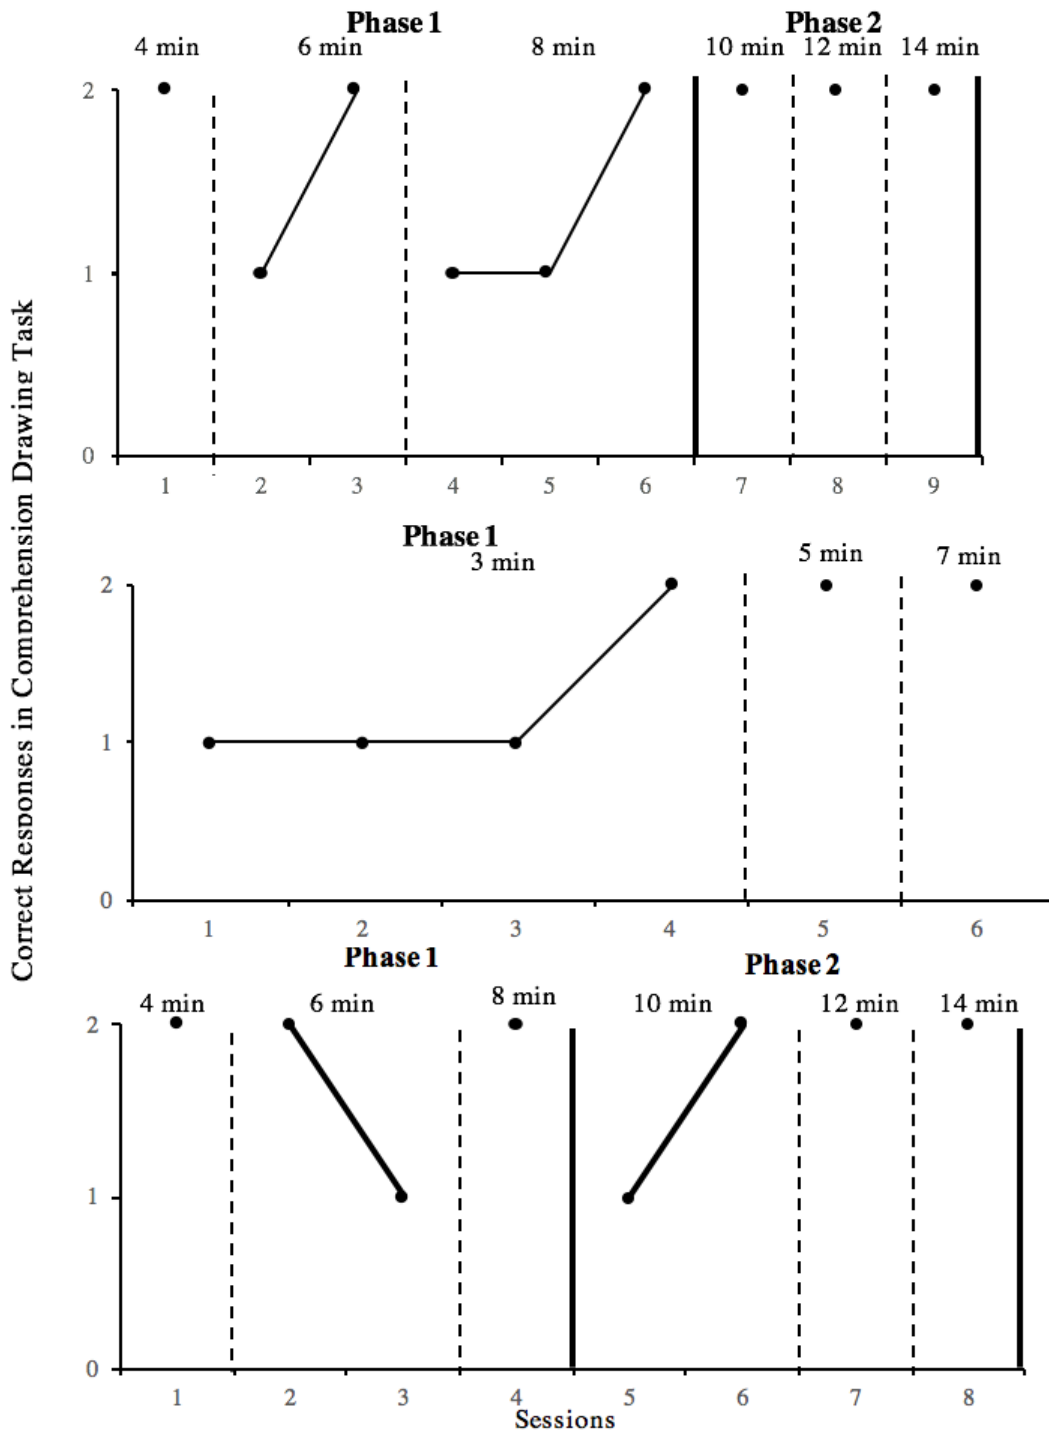 Phase 1 Phase 2
4 min 6 min 8 min 10 min 12 min 14 min
2
1
0
1 2 3 4 5 6 7 8 9
Correct Responses in Comprehension Drawing Task
Phase 1
3 min 5 min 7 min
2
1
0
1 2 3 4 5 6
Phase 1 Phase 2
4 min 6 min 8 min 10 min 12 min 14 min
2
1
0
1 2 3 4 5 6 7 8
Sessions